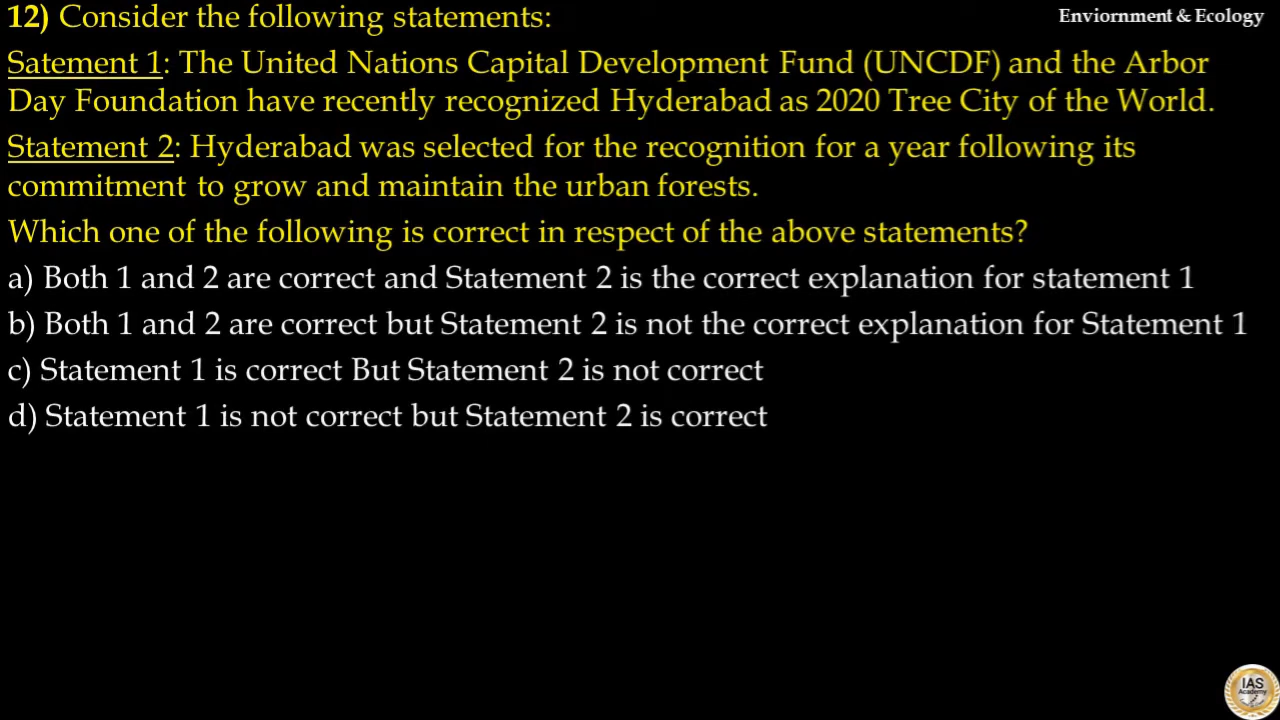 12) Consider the following statements:
Enviornment & Ecology
Satement 1: The United Nations Capital Development Fund (UNCDF) and the Arbor
Day Foundation have recently recognized Hyderabad as 2020 Tree City of the World.
Statement 2: Hyderabad was selected for the recognition for a year following its
commitment to grow and maintain the urban forests.
Which one of the following is correct in respect of the above statements?
a) Both 1 and 2 are correct and Statement 2 is the correct explanation for statement 1
b) Both 1 and 2 are correct but Statement 2 is not the correct explanation for Statement 1
c) Statement 1 is correct But Statement 2 is not correct
d) Statement 1 is not correct but Statement 2 is correct
IAS
Academy